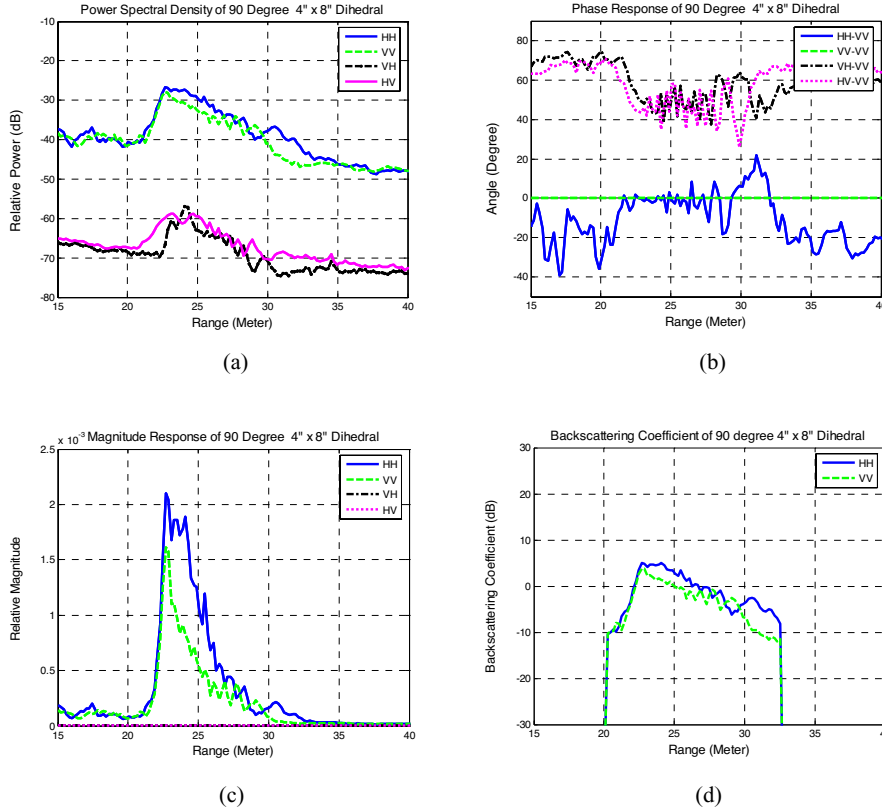 Power Spectral Density of 90 Degree 4" x 8" Dihedral
-10
-20
-30
-40
-50
-60
-70
-80
15 20 25 30 35 40
Relative Power (dB)
Range (Meter)
HH
VV
VH
HV
(a)
Phase Response of 90 Degree 4" x 8" Dihedral
80
60
40
20
0
-20
-40
15 20 25 30 35 40
Angle (Degree)
Range (Meter)
HH-VV
VV-VV
VH-VV
HV-VV
(b)
x 10-3 Magnitude Response of 90 Degree 4" x 8" Dihedral
2.5
2
1.5
1
0.5
0
15 20 25 30 35 40
Relative Magnitude
Range (Meter)
HH
VV
VH
HV
(c)
Backscattering Coefficient of 90 degree 4" x 8" Dihedral
30
20
10
0
-10
-20
-30
15 20 25 30 35 40
Backscattering Coefficient (dB)
Range (Meter)
HH
VV
(d)